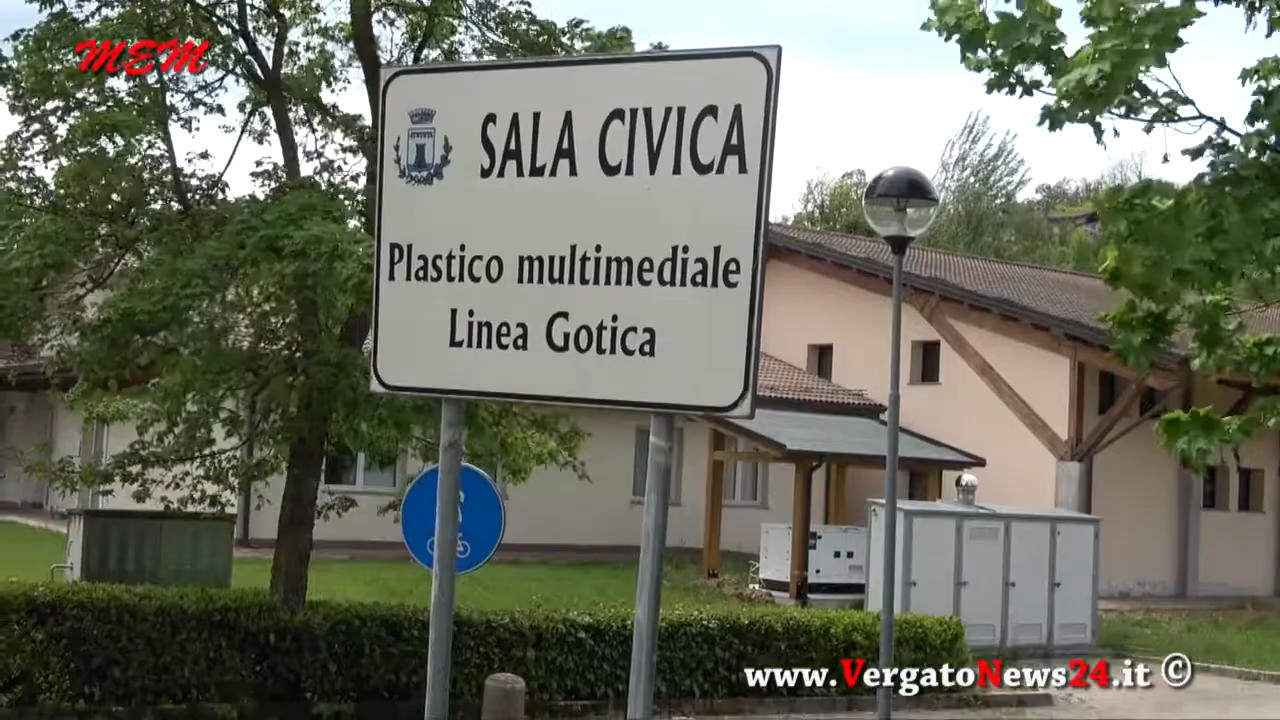 MEM
SALA CIVICA
Plastico multimediale
Linea Gotica
www.VergatoNews24.it ©